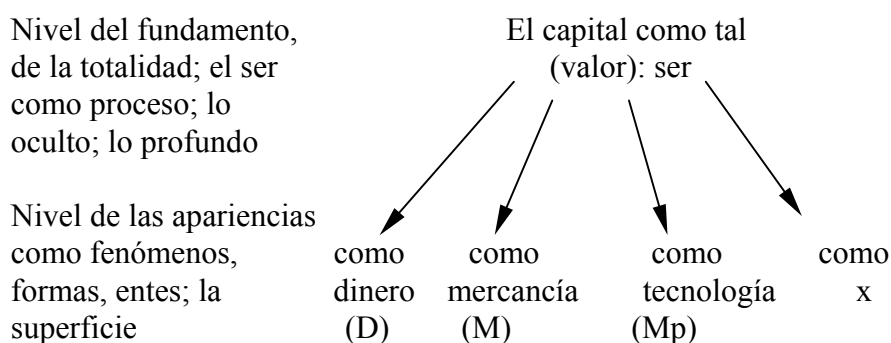 Nivel del fundamento,
de la totalidad; el ser
como proceso; lo
oculto; lo profundo
El capital como tal
(valor): ser
Nivel de las apariencias
como fenómenos,
formas, entes; la
superficie
como
dinero
(D)
como
mercancía
(M)
como
tecnología
(Mp)
como
x